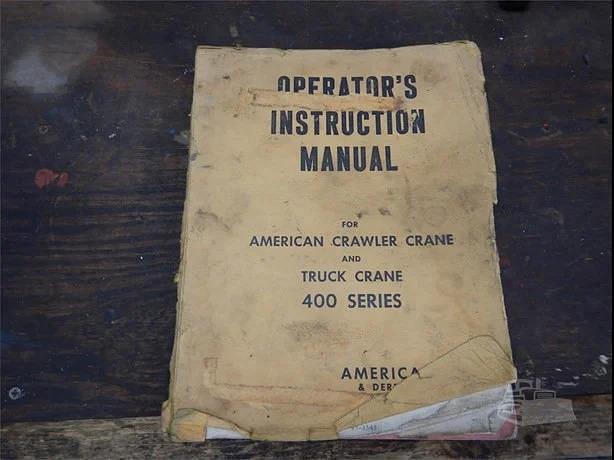 OPERATOR'S
INSTRUCTION
MANUAL
FOR
AMERICAN CRAWLER CRANE
AND
TRUCK CRANE
400 SERIES
AMERICA
& DER